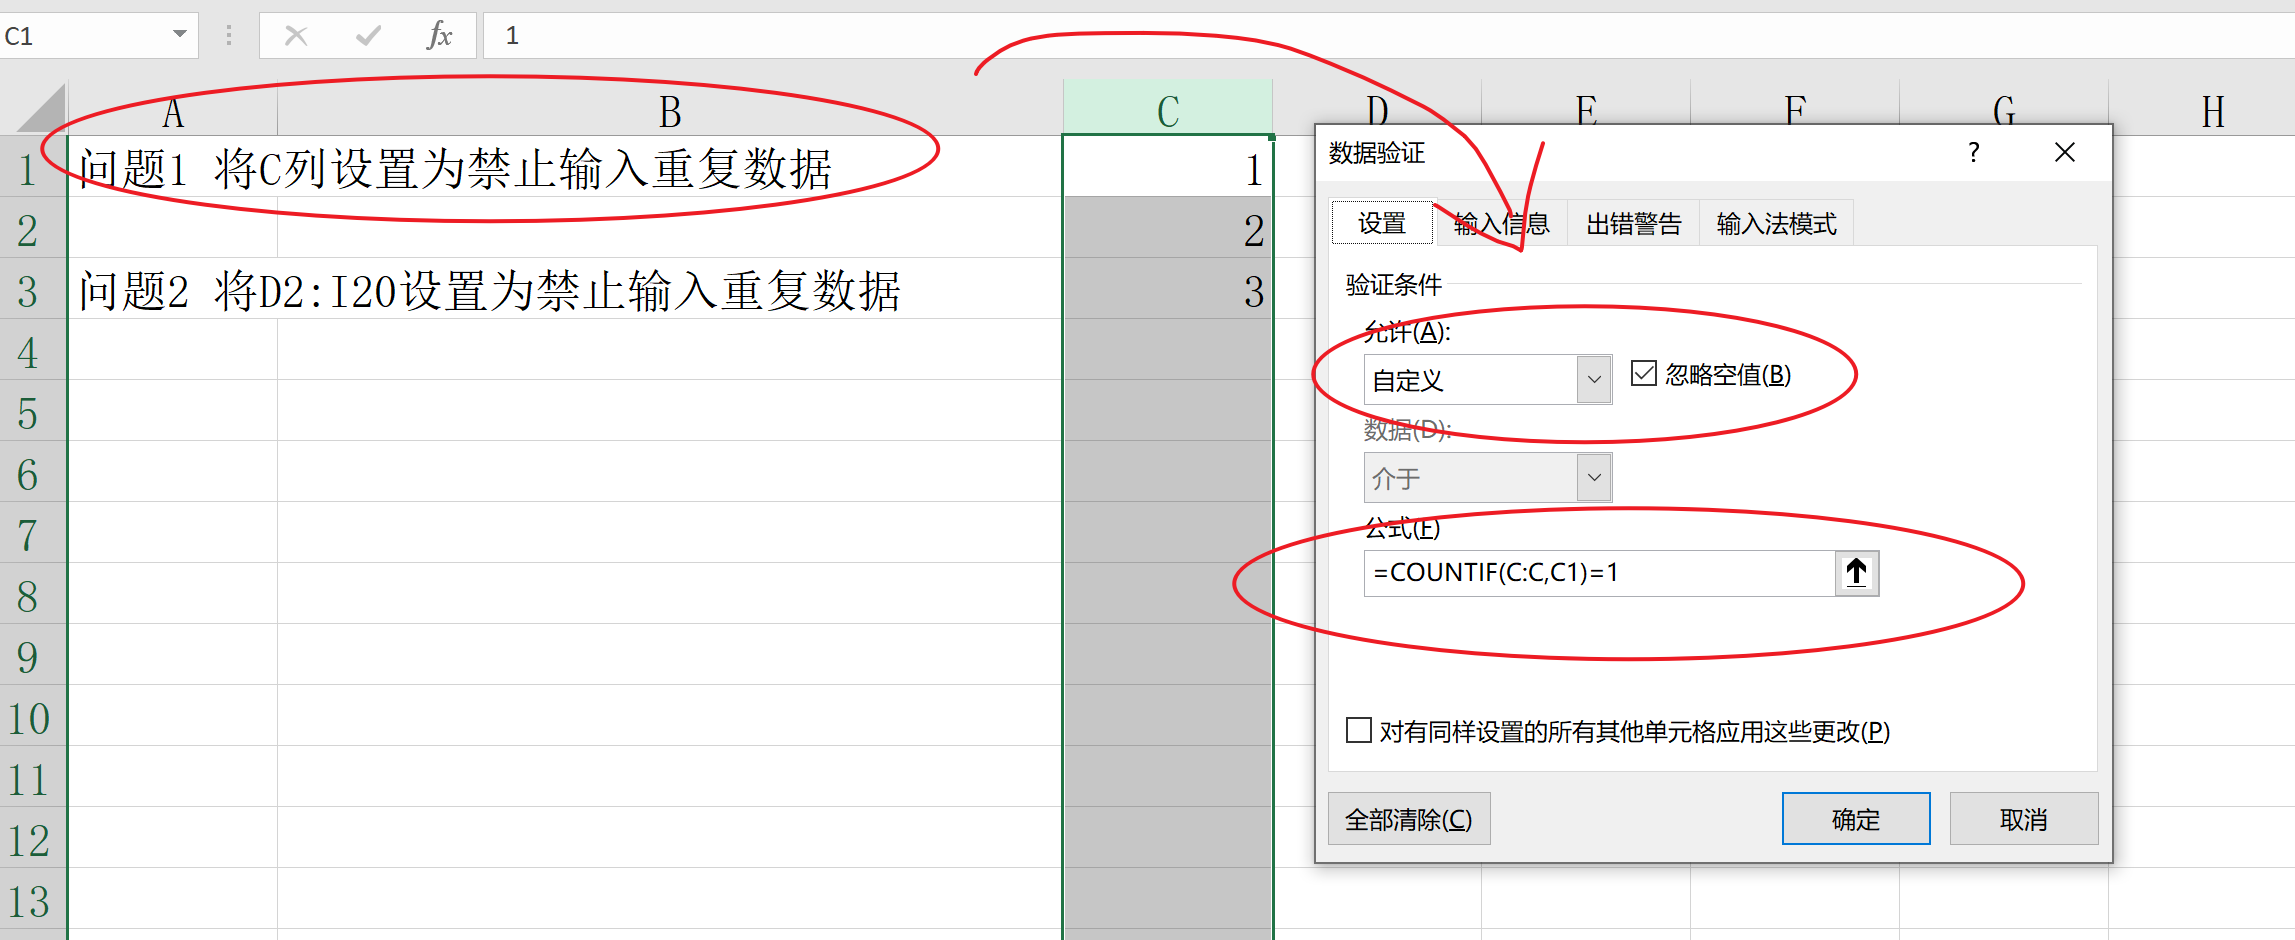 C1 fx 1
A B C D E F G H
1 问题1 将C列设置为禁止输入重复数据 1
2 2
3 问题2 将D2:I20设置为禁止输入重复数据 3
4
5
6
7
8
9
10
11
12
13
数据验证 ?
设置 输入信息 出错警告 输入法模式
验证条件
允许(A):
自定义 忽略空值(B)
数据(D):
介于
公式(F)
=COUNTIF(C:C,C1)=1
对有同样设置的所有其他单元格应用这些更改(P)
全部清除(C) 确定 取消